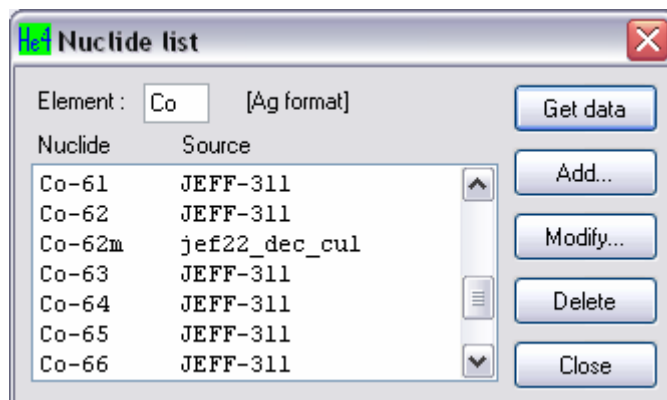 He4 Nuclide list
Element : Co [Ag format]
Get data
Nuclide Source
Co-61 JEFF-311
Co-62 JEFF-311
Co-62m jef22_dec_cul
Co-63 JEFF-311
Co-64 JEFF-311
Co-65 JEFF-311
Co-66 JEFF-311
Add...
Modify...
Delete
Close